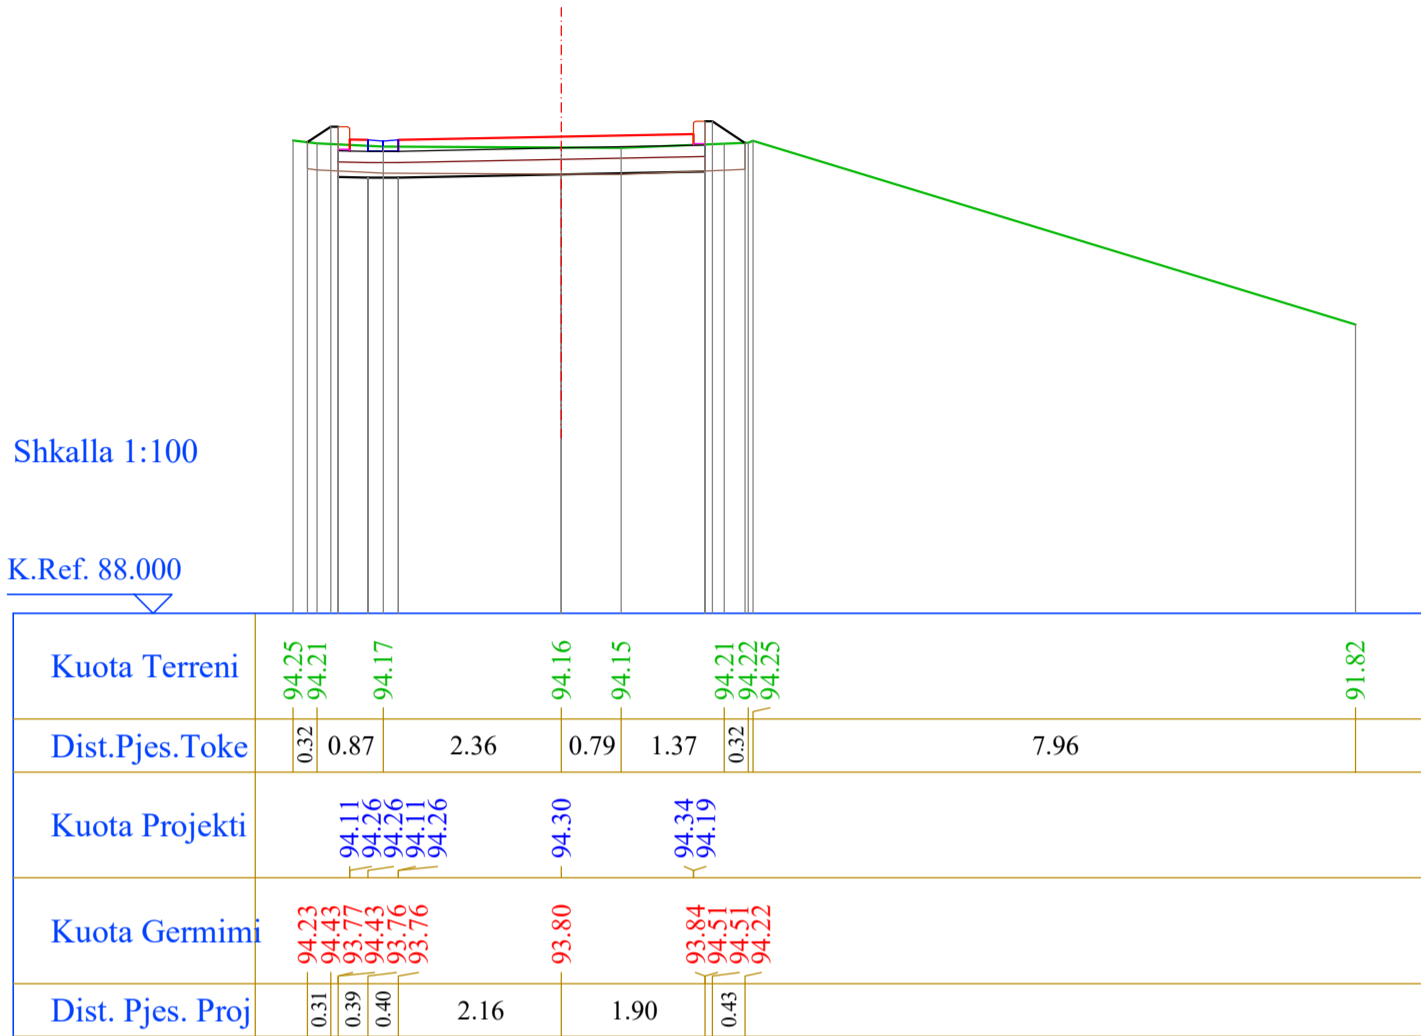 Shkalla 1:100
K.Ref. 88.000
Kuota Terreni 94.25 94.21 94.17 94.16 94.15 94.21 94.22 94.25 91.82
Dist.Pjes.Toke 0.32 0.87 2.36 0.79 1.37 0.32 7.96
Kuota Projekti 94.11 94.26 94.26 94.11 94.26 94.30 94.34 94.19
Kuota Germimi 94.23 94.43 93.77 94.43 93.76 93.76 93.80 93.84 94.51 94.51 94.22
Dist. Pjes. Proj 0.31 0.39 0.40 2.16 1.90 0.43